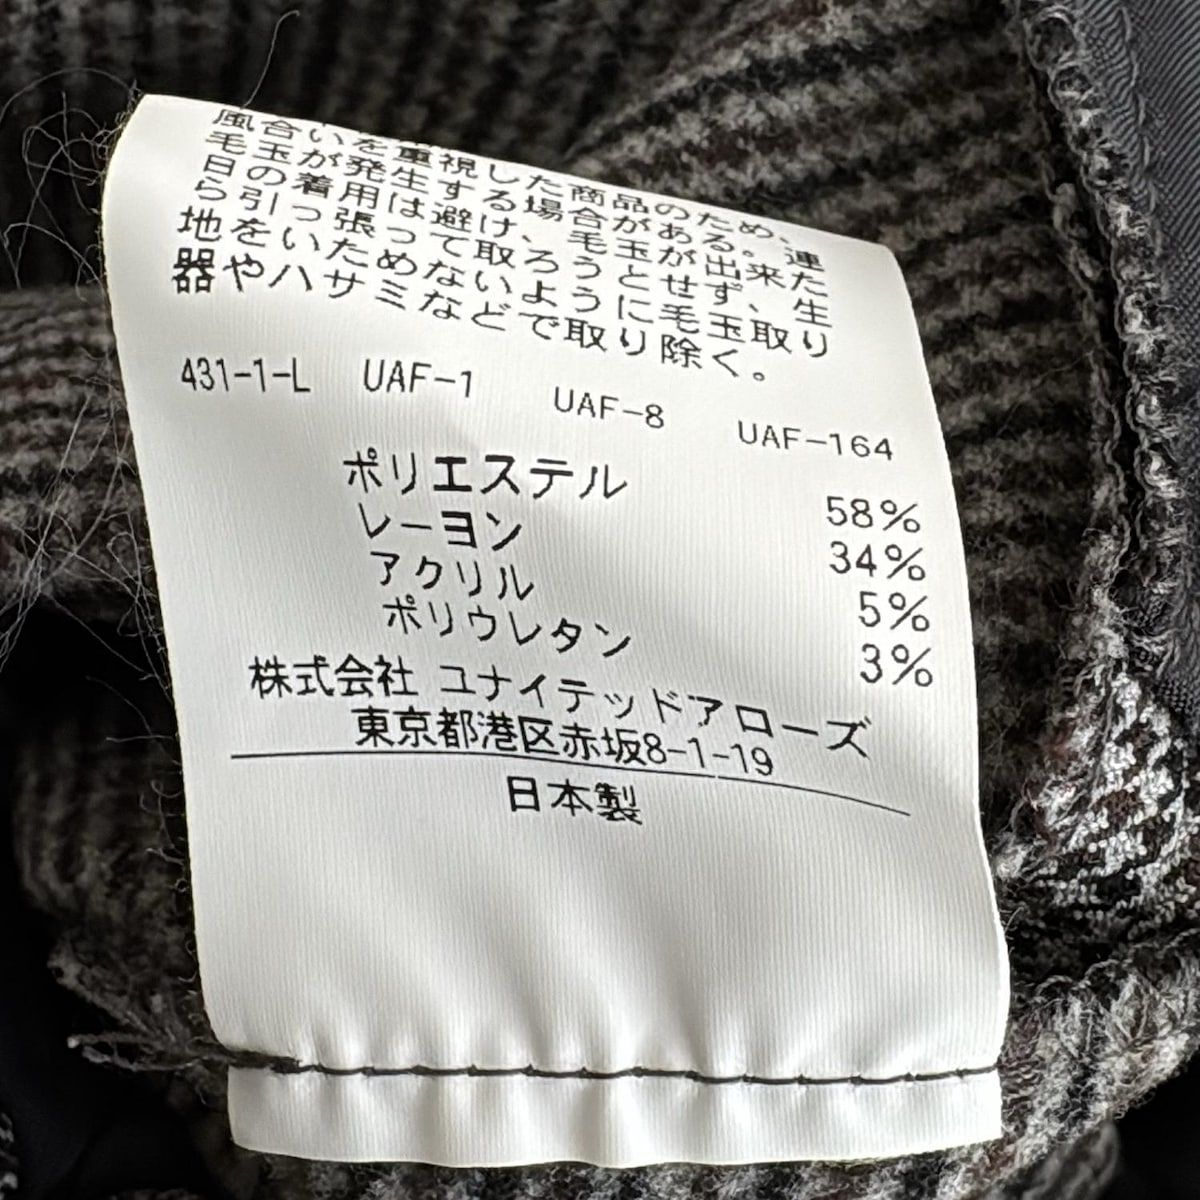 風合いを重視した商品のため、連
毛玉が発生する場合がある。来た
日の着用は避け、毛玉が出来た
ら引っ張って取ろうとせず、生
地をいためないように毛玉取り
器やハサミなどで取り除く。
431-1-L UAF-1 UAF-8 UAF-164
ポリエステル 58%
レーヨン 34%
アクリル 5%
ポリウレタン 3%
株式会社 ユナイテッドアローズ
東京都港区赤坂8-1-19
日本製